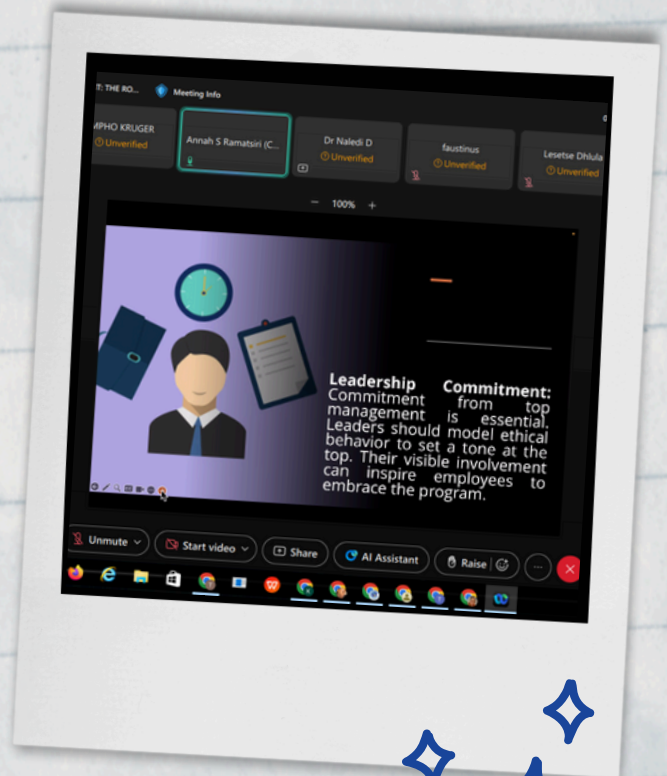 T: THE RO... Meeting Info
MPHO KRUGER
Unverified
Annah S Ramatsiri (C...
Dr Naledi D
Unverified
faustinus
Unverified
Lesetse Dhlula
Unverified
100%
Leadership Commitment:
Commitment from top
management is essential.
Leaders should model ethical
behavior to set a tone at the
top. Their visible involvement
can inspire employees to
embrace the program.
Unmute
Start video
Share
AI Assistant
Raise